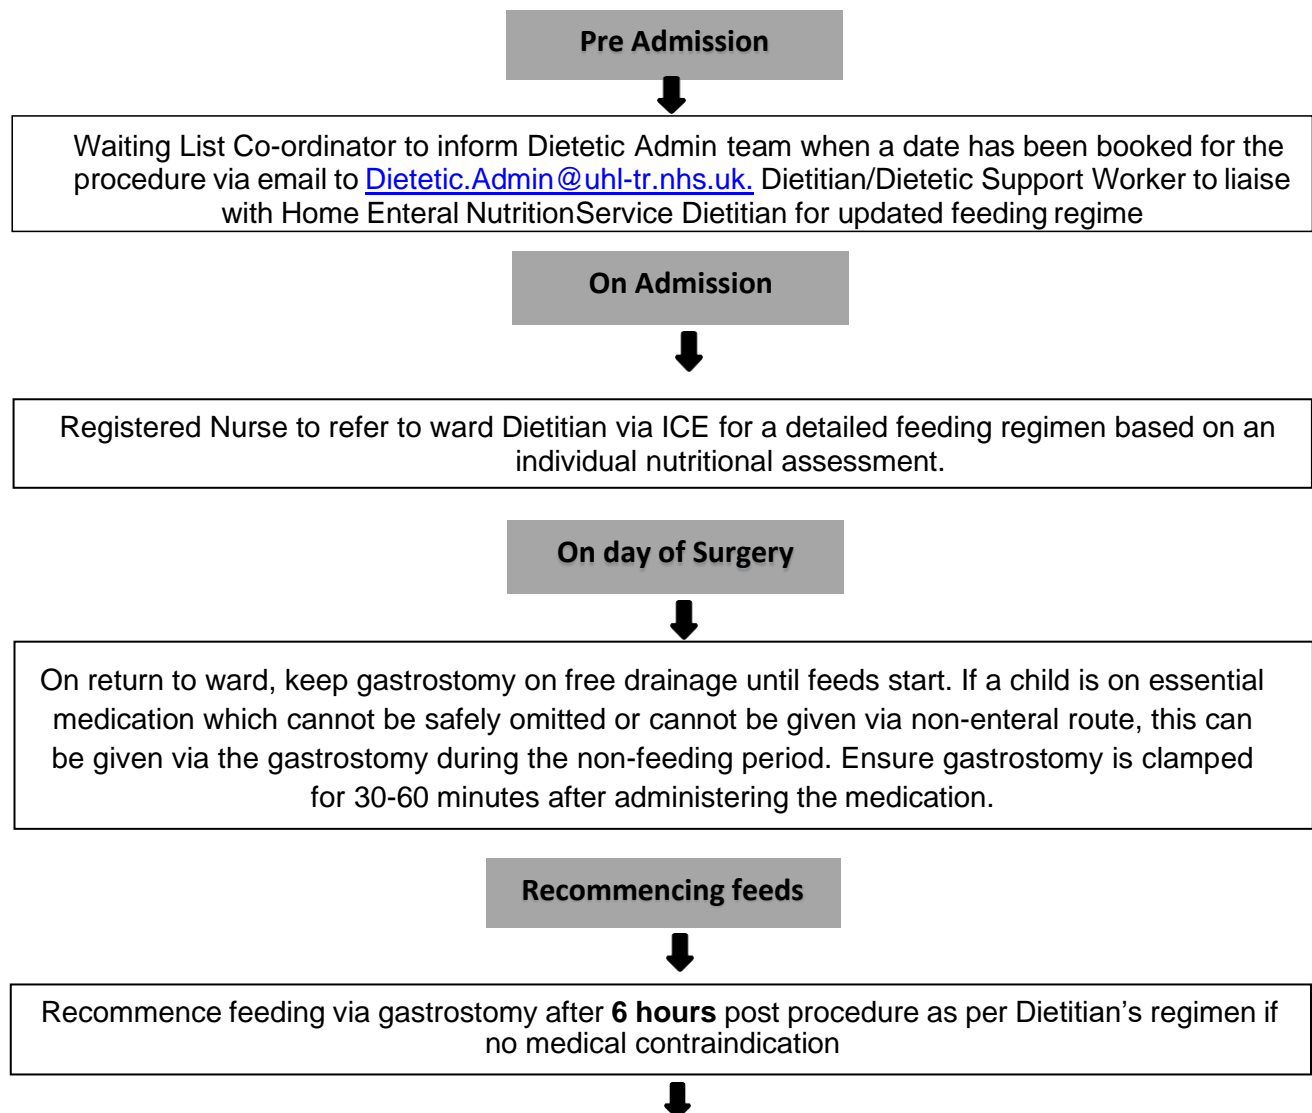 Pre Admission
Waiting List Co-ordinator to inform Dietetic Admin team when a date has been booked for the
procedure via email to Dietetic.Admin@uhl-tr.nhs.uk. Dietitian/Dietetic Support Worker to liaise
with Home Enteral NutritionService Dietitian for updated feeding regime
On Admission
Registered Nurse to refer to ward Dietitian via ICE for a detailed feeding regimen based on an
individual nutritional assessment.
On day of Surgery
On return to ward, keep gastrostomy on free drainage until feeds start. If a child is on essential
medication which cannot be safely omitted or cannot be given via non-enteral route, this can
be given via the gastrostomy during the non-feeding period. Ensure gastrostomy is clamped
for 30-60 minutes after administering the medication.
Recommencing feeds
Recommence feeding via gastrostomy after 6 hours post procedure as per Dietitian's regimen if
no medical contraindication